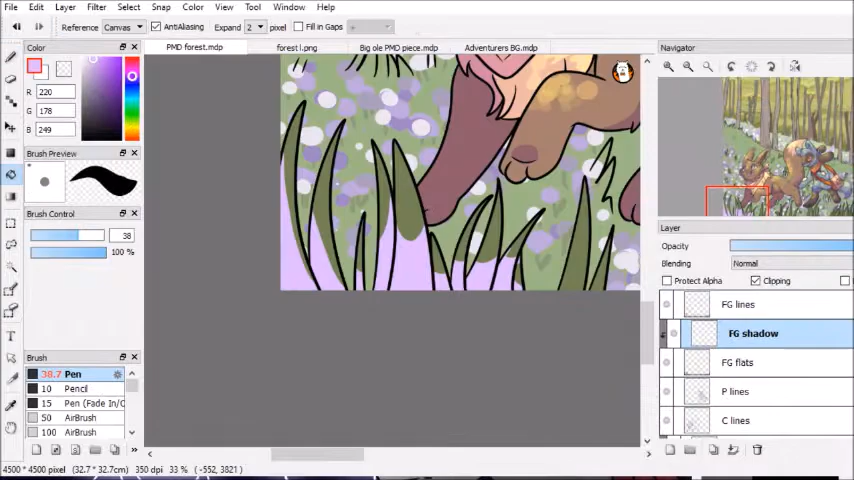 File Edit Layer Filter Select Snap Color View Tool Window Help
Reference Canvas AntiAliasing Expand 2 pixel Fill in Gaps
PMD forest.mdp forest l.png Big ole PMD piece.mdp Adventurers BG.mdp
Color
R 220
G 178
B 249
Brush Preview
Brush Control
38
100 %
Brush
38.7 Pen
10 Pencil
15 Pen (Fade In/O
50 AirBrush
100 AirBrush
4500 * 4500 pixel (32.7 * 32.7cm) 350 dpi 33 % (-552, 3821)
Navigator
Layer
Opacity
Blending Normal
Protect Alpha Clipping
FG lines
FG shadow
FG flats
P lines
C lines